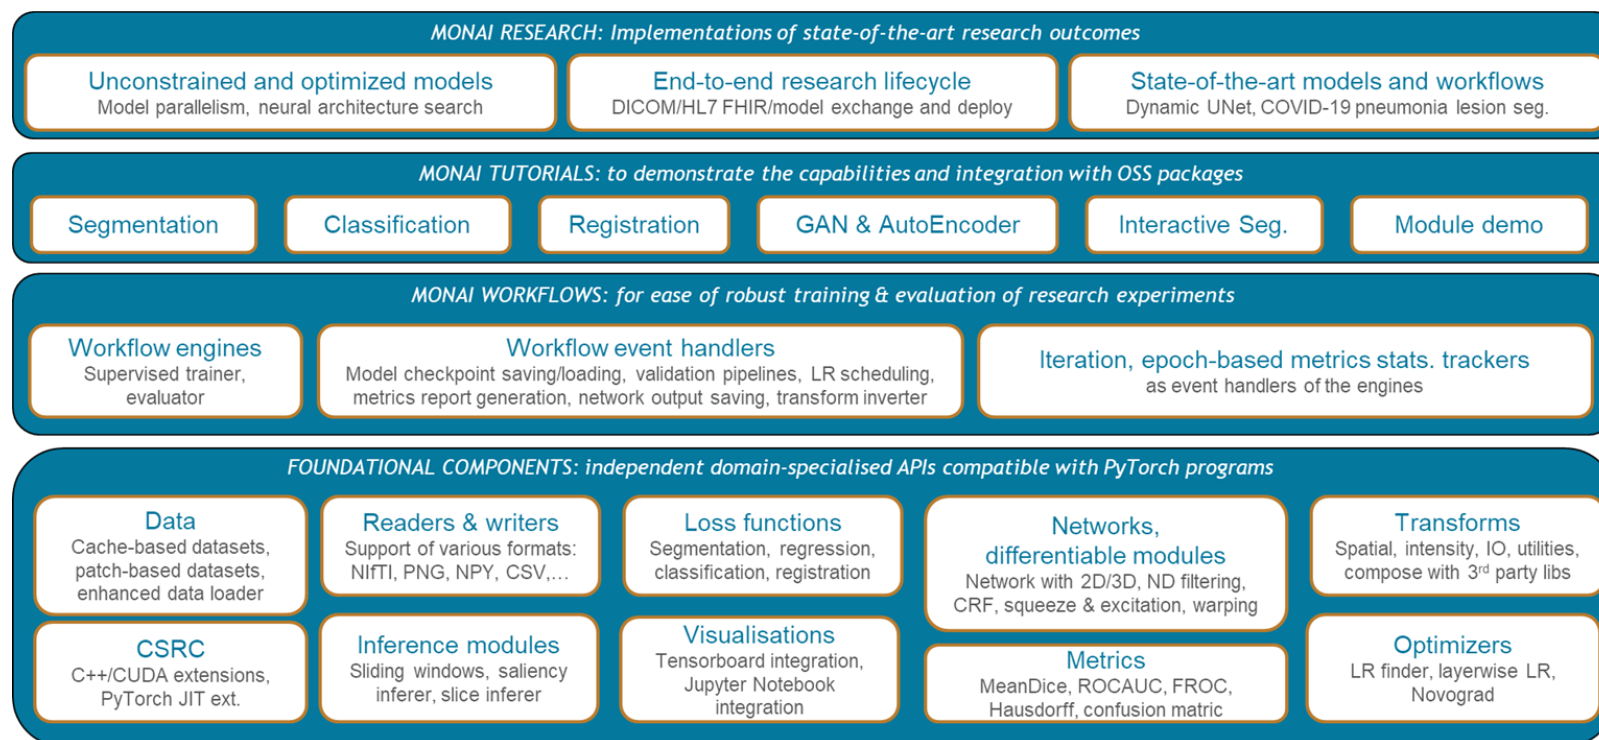 MONAI RESEARCH: Implementations of state-of-the-art research outcomes
Unconstrained and optimized models
Model parallelism, neural architecture search
End-to-end research lifecycle
DICOM/HL7 FHIR/model exchange and deploy
State-of-the-art models and workflows
Dynamic UNet, COVID-19 pneumonia lesion seg.
MONAI TUTORIALS: to demonstrate the capabilities and integration with OSS packages
Segmentation
Classification
Registration
GAN & AutoEncoder
Interactive Seg.
Module demo
MONAI WORKFLOWS: for ease of robust training & evaluation of research experiments
Workflow engines
Supervised trainer,
evaluator
Workflow event handlers
Model checkpoint saving/loading, validation pipelines, LR scheduling,
metrics report generation, network output saving, transform inverter
Iteration, epoch-based metrics stats. trackers
as event handlers of the engines
FOUNDATIONAL COMPONENTS: independent domain-specialised APIs compatible with PyTorch programs
Data
Cache-based datasets,
patch-based datasets,
enhanced data loader
Readers & writers
Support of various formats:
NIfTI, PNG, NPY, CSV,...
Loss functions
Segmentation, regression,
classification, registration
Networks,
differentiable modules
Network with 2D/3D, ND filtering,
CRF, squeeze & excitation, warping
Transforms
Spatial, intensity, IO, utilities,
compose with 3rd party libs
CSRC
C++/CUDA extensions,
PyTorch JIT ext.
Inference modules
Sliding windows, saliency
inferer, slice inferer
Visualisations
Tensorboard integration,
Jupyter Notebook
integration
Metrics
MeanDice, ROCAUC, FROC,
Hausdorff, confusion matric
Optimizers
LR finder, layerwise LR,
Novograd